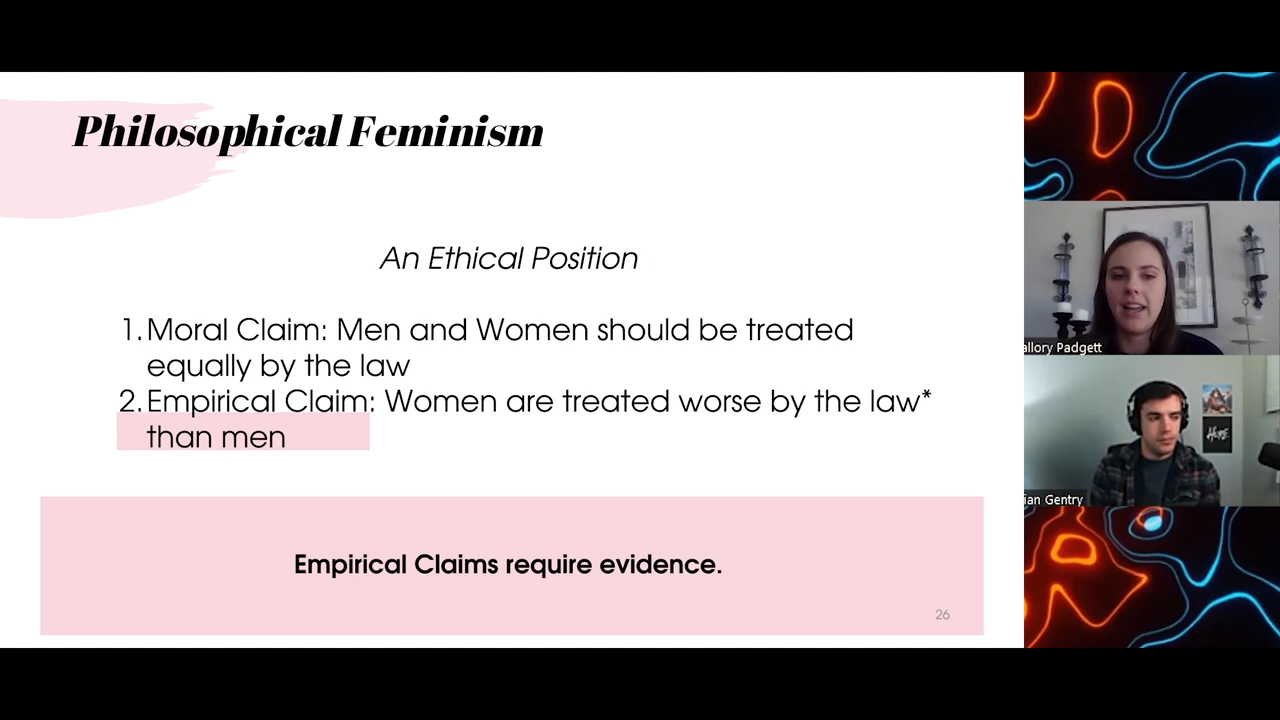 Philosophical Feminism
An Ethical Position
1. Moral Claim: Men and Women should be treated
equally by the law
2. Empirical Claim: Women are treated worse by the law*
than men
Empirical Claims require evidence.
26
allory Padgett
HOPE
ian Gentry